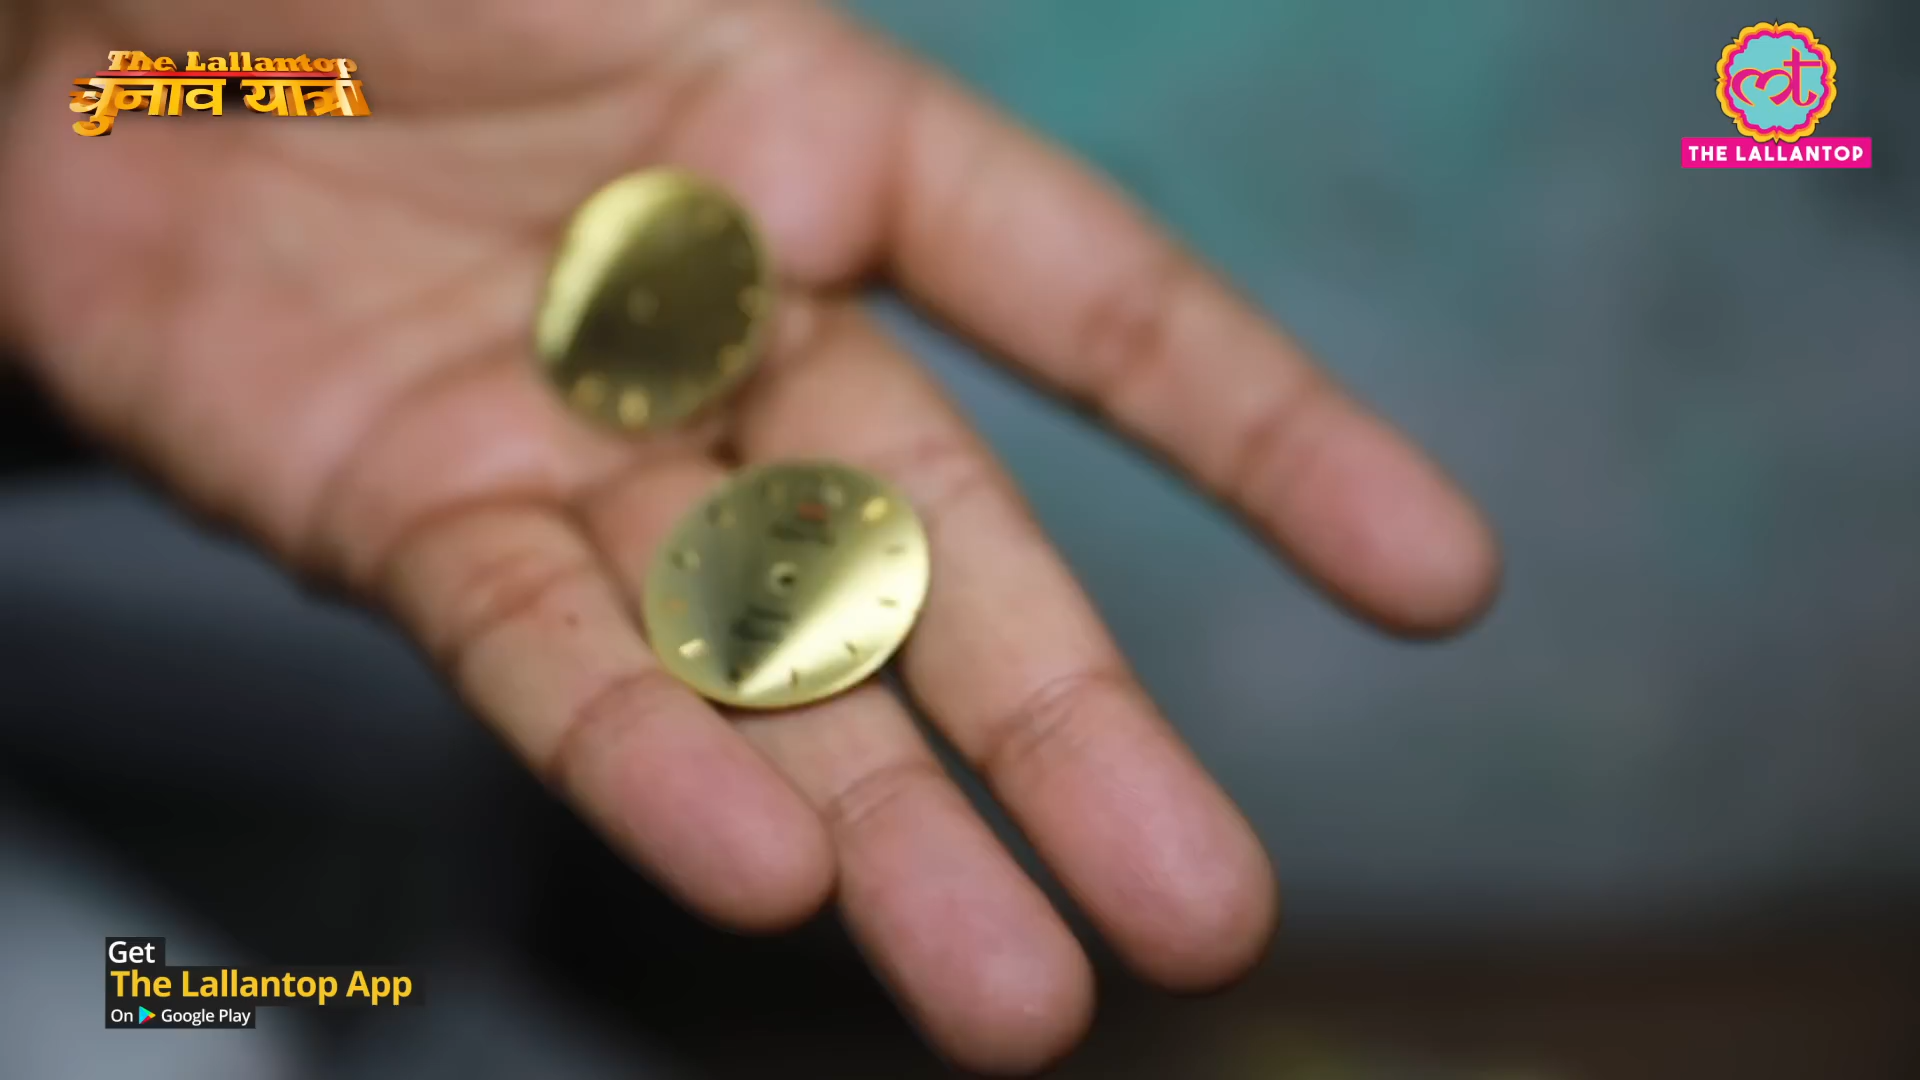 The Lallantop
चुनाव यात्रा
THE LALLANTOP
Get
The Lallantop App
On Google Play